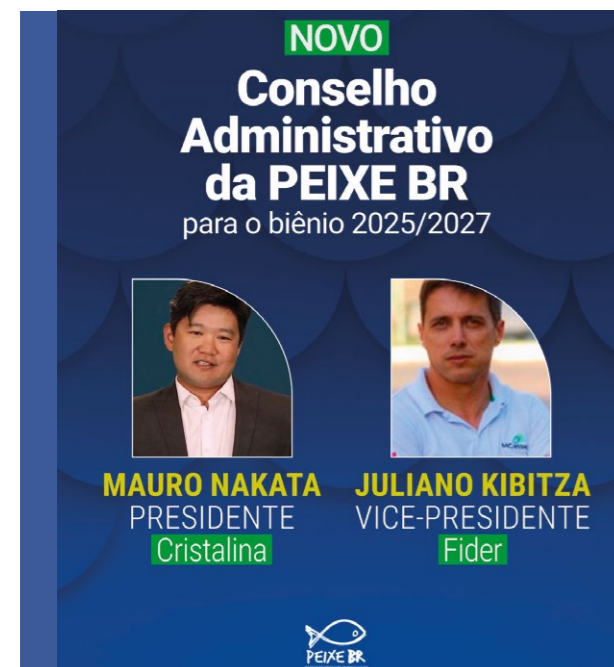 NOVO
Conselho
Administrativo
da PEIXE BR
para o biênio 2025/2027
MAURO NAKATA
PRESIDENTE
Cristalina
JULIANO KIBITZA
VICE-PRESIDENTE
Fider
PEIXE BR